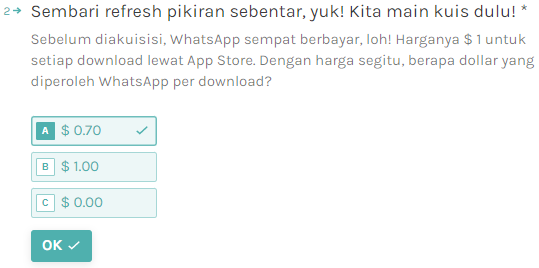 2→ Sembari refresh pikiran sebentar, yuk! Kita main kuis dulu! *
Sebelum diakuisisi, WhatsApp sempat berbayar, loh! Harganya $ 1 untuk
setiap download lewat App Store. Dengan harga segitu, berapa dollar yang
diperoleh WhatsApp per download?
A $ 0.70 ✓
B $ 1.00
C $ 0.00
OK ✓